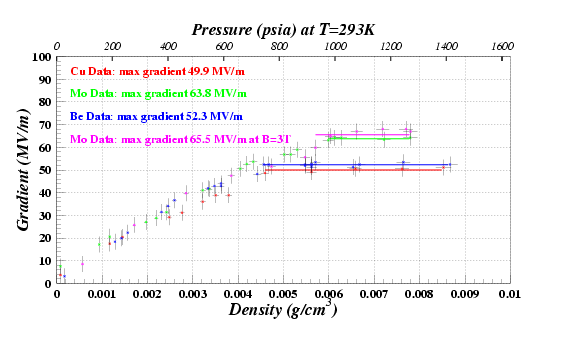 Pressure (psia) at T=293K
0 200 400 600 800 1000 1200 1400 1600
100
Cu Data: max gradient 49.9 MV/m
90
Mo Data: max gradient 63.8 MV/m
80
Be Data: max gradient 52.3 MV/m
70
Mo Data: max gradient 65.5 MV/m at B=3T
60
50
40
30
20
10
0
Gradient (MV/m)
0 0.001 0.002 0.003 0.004 0.005 0.006 0.007 0.008 0.009 0.01
Density (g/cm³)